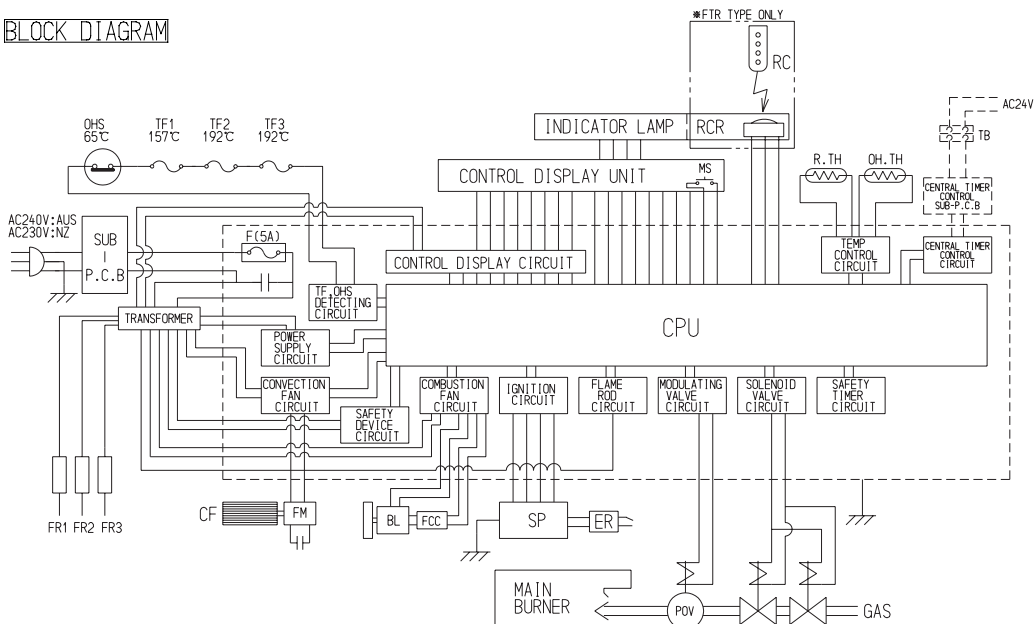 BLOCK DIAGRAM
*FTR TYPE ONLY
RC
AC24V
TB
INDICATOR LAMP
RCR
OHS
65℃
TF1
157℃
TF2
192℃
TF3
192℃
CONTROL DISPLAY UNIT
MS
R.TH
OH.TH
CENTRAL TIMER
CONTROL
SUB-P.C.B
AC240V:AUS
AC230V:NZ
SUB
-
P.C.B
F(5A)
CONTROL DISPLAY CIRCUIT
TEMP
CONTROL
CIRCUIT
CENTRAL TIMER
CONTROL
CIRCUIT
TF,OHS
DETECTING
CIRCUIT
TRANSFORMER
CPU
POWER
SUPPLY
CIRCUIT
CONVECTION
FAN
CIRCUIT
SAFETY
DEVICE
CIRCUIT
COMBUSTION
FAN
CIRCUIT
IGNITION
CIRCUIT
FLAME
ROD
CIRCUIT
MODULATING
VALVE
CIRCUIT
SOLENOID
VALVE
CIRCUIT
SAFETY
TIMER
CIRCUIT
FR1 FR2 FR3
CF
FM
BL
FCC
SP
ER
MAIN
BURNER
POV
GAS